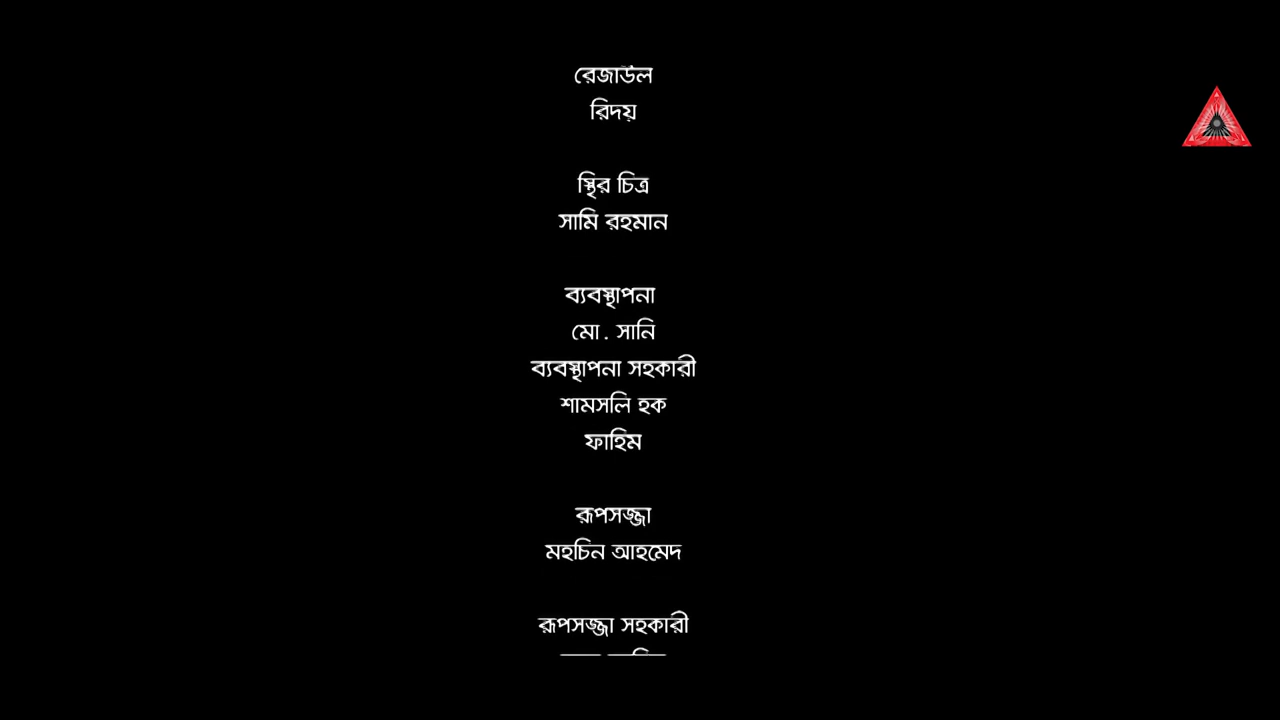 রেজাউল
রিদয়
স্থির চিত্র
সামি রহমান
ব্যবস্থাপনা
মো. সানি
ব্যবস্থাপনা সহকারী
শামসলি হক
ফাহিম
রূপসজ্জা
মহচিন আহমেদ
রূপসজ্জা সহকারী